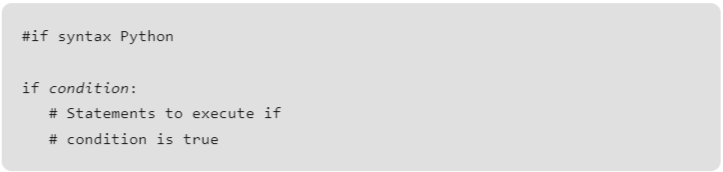 #if syntax Python
if condition:
# Statements to execute if
# condition is true